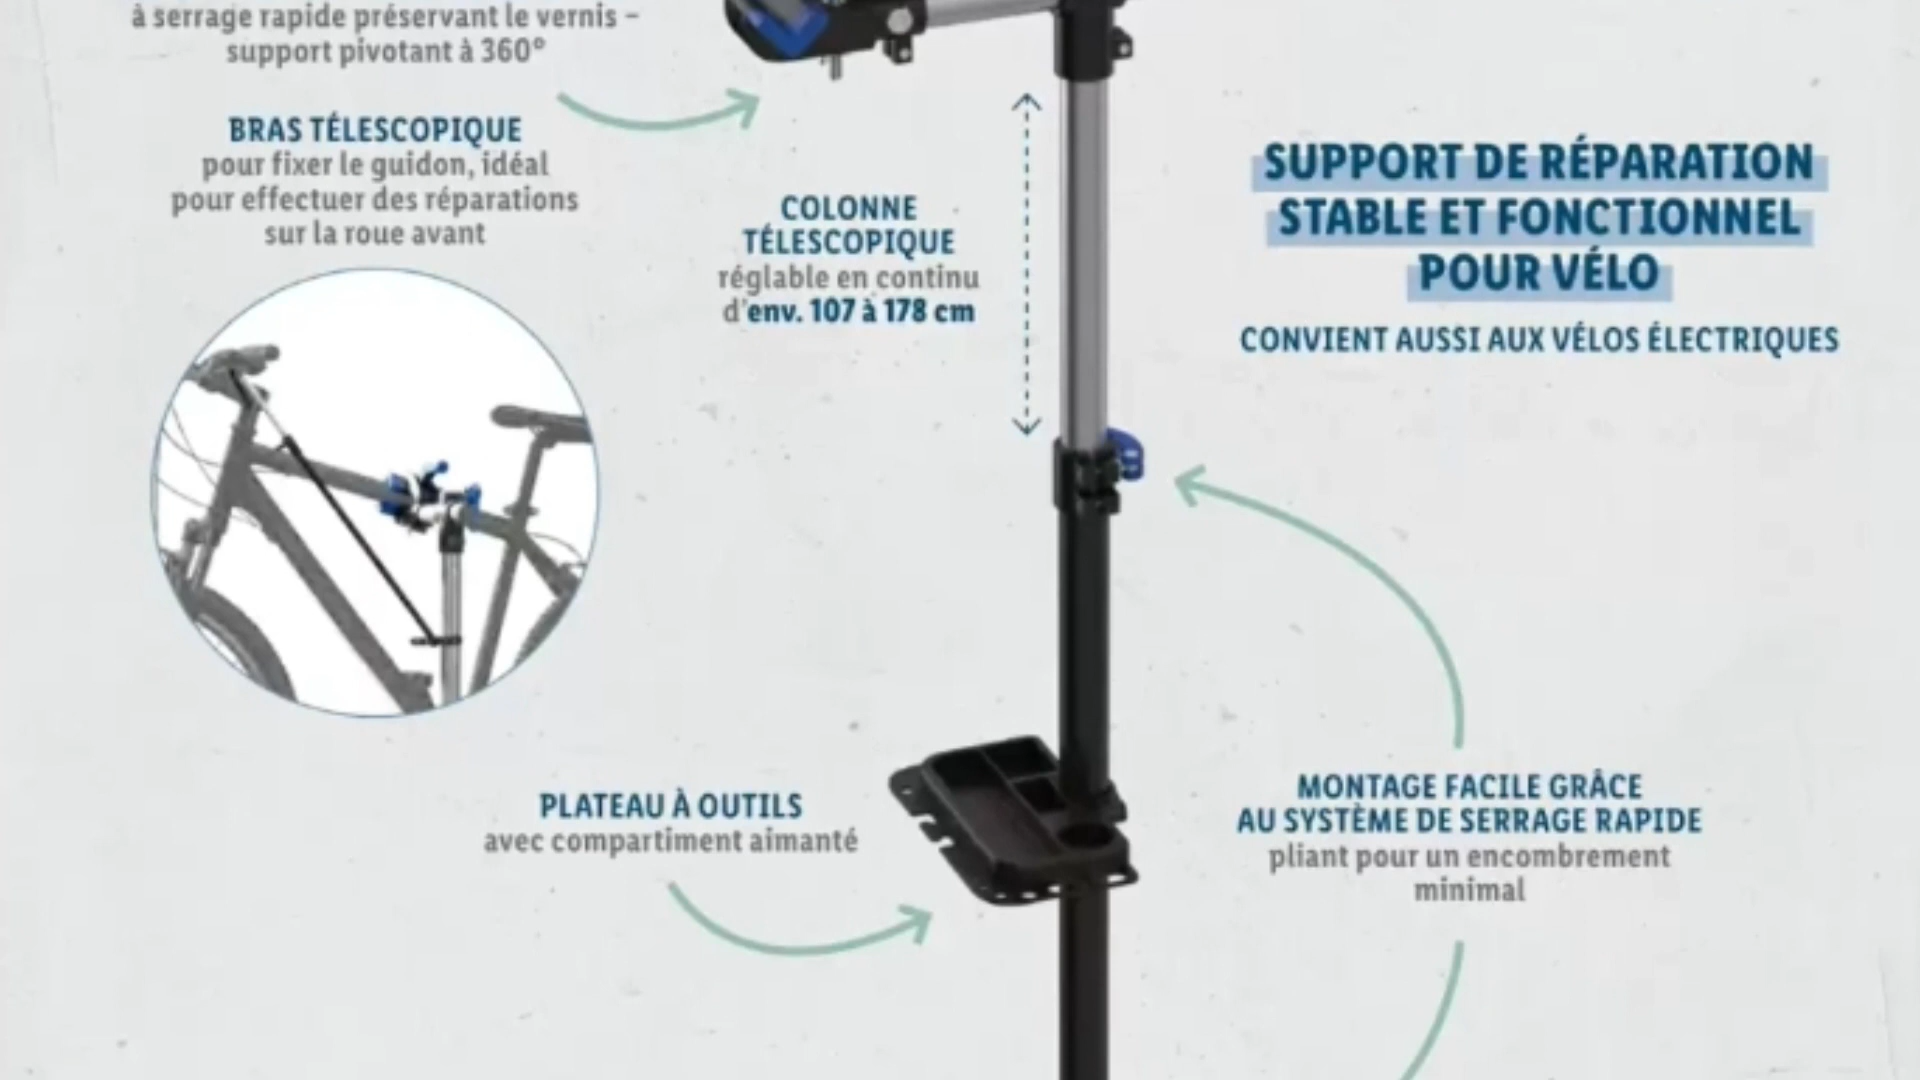 à serrage rapide préservant le vernis –
support pivotant à 360°
BRAS TÉLESCOPIQUE
pour fixer le guidon, idéal
pour effectuer des réparations
sur la roue avant
COLONNE
TÉLESCOPIQUE
réglable en continu
d'env. 107 à 178 cm
SUPPORT DE RÉPARATION
STABLE ET FONCTIONNEL
POUR VÉLO
CONVIENT AUSSI AUX VÉLOS ÉLECTRIQUES
PLATEAU À OUTILS
avec compartiment aimanté
MONTAGE FACILE GRÂCE
AU SYSTÈME DE SERRAGE RAPIDE
pliant pour un encombrement
minimal